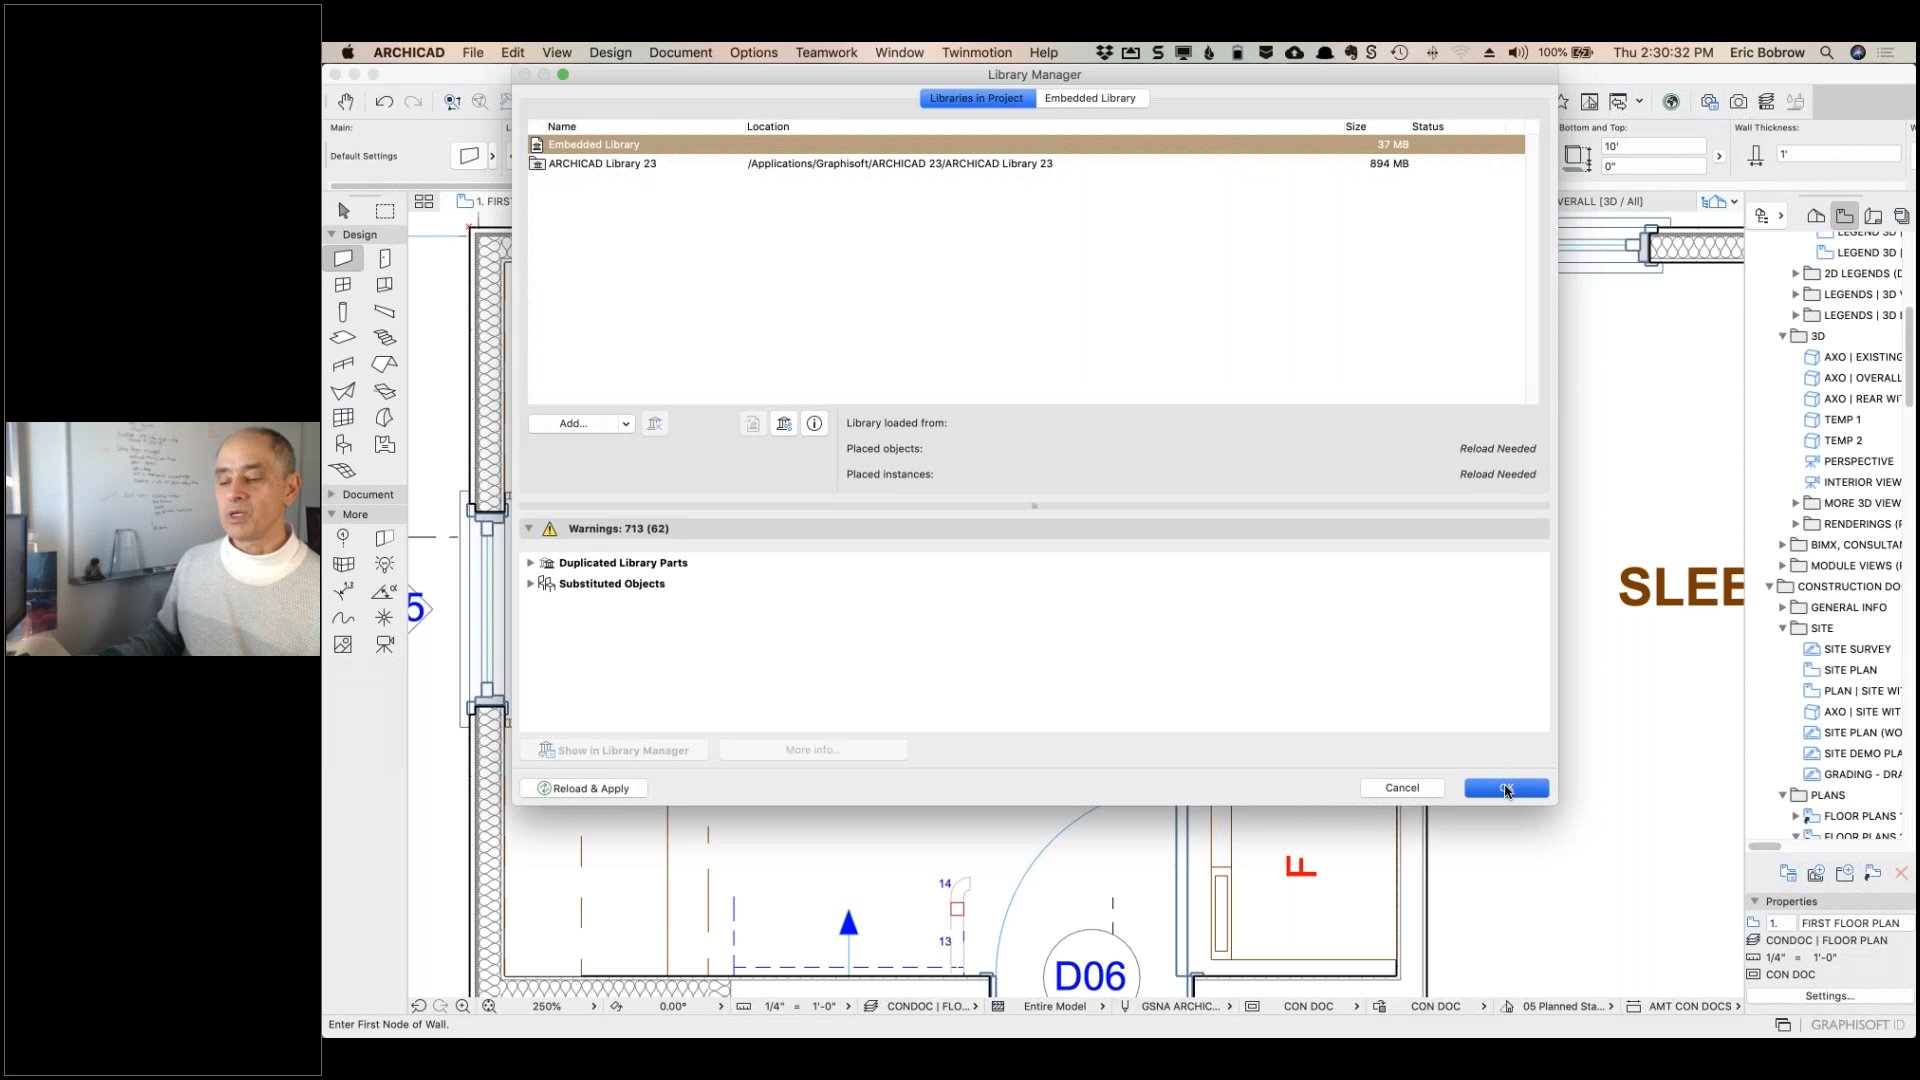 ARCHICAD File Edit View Design Document Options Teamwork Window Twinmotion Help 100% Thu 2:30:32 PM Eric Bobrow
Library Manager
Libraries in Project Embedded Library
Main:
Default Settings
Name Location Size Status
Embedded Library 37 MB
ARCHICAD Library 23 /Applications/Graphisoft/ARCHICAD 23/ARCHICAD Library 23 894 MB
Bottom and Top: Wall Thickness:
10'
0"
1'
1. FIRS
VERALL [3D / All]
Design
Document
More
Add...
Library loaded from:
Placed objects: Reload Needed
Placed instances: Reload Needed
Warnings: 713 (62)
Duplicated Library Parts
Substituted Objects
Show in Library Manager More info...
Reload & Apply Cancel OK
LEGEND 3D
LEGEND 3D |
2D LEGENDS (D
LEGENDS | 3D V
LEGENDS | 3D E
3D
AXO | EXISTING
AXO | OVERALL
AXO | REAR WI
TEMP 1
TEMP 2
PERSPECTIVE
INTERIOR VIEW
MORE 3D VIEW
RENDERINGS (F
BIMX, CONSULTAN
MODULE VIEWS (F
CONSTRUCTION DO
GENERAL INFO
SITE
SITE SURVEY
SITE PLAN
PLAN | SITE WI
AXO | SITE WIT
SITE PLAN (WO
SITE DEMO PLA
GRADING - DRA
PLANS
FLOOR PLANS
FLOOR PLANS
Properties
1. FIRST FLOOR PLAN
CONDOC | FLOOR PLAN
1/4" = 1'-0"
CON DOC
Settings...
5
SLEE
14
13
F
D06
250% 0.00° 1/4" = 1'-0" CONDOC | FLO... Entire Model GSNA ARCHIC... CON DOC CON DOC 05 Planned Sta... AMT CON DOCS
Enter First Node of Wall.
GRAPHISOFT ID